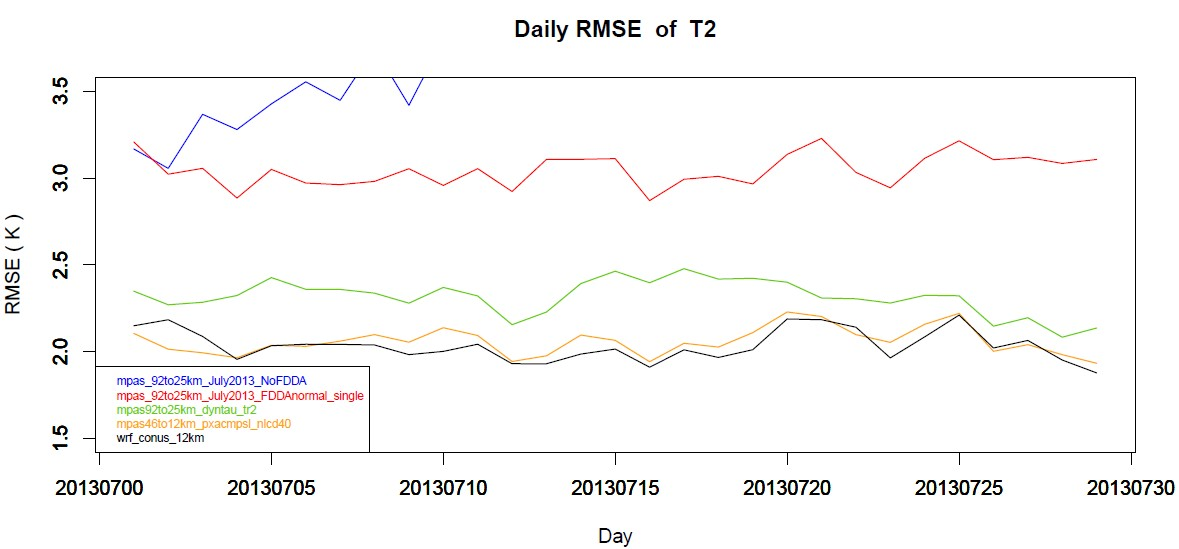 Daily RMSE of T2
RMSE ( K )
3.5
3.0
2.5
2.0
1.5
mpas_92to25km_July2013_NoFDDA
mpas_92to25km_July2013_FDDAnormal_single
mpas92to25km_dyntau_tr2
mpas46to12km_pxacmpsl_nlcd40
wrf_conus_12km
20130700 20130705 20130710 20130715 20130720 20130725 20130730
Day